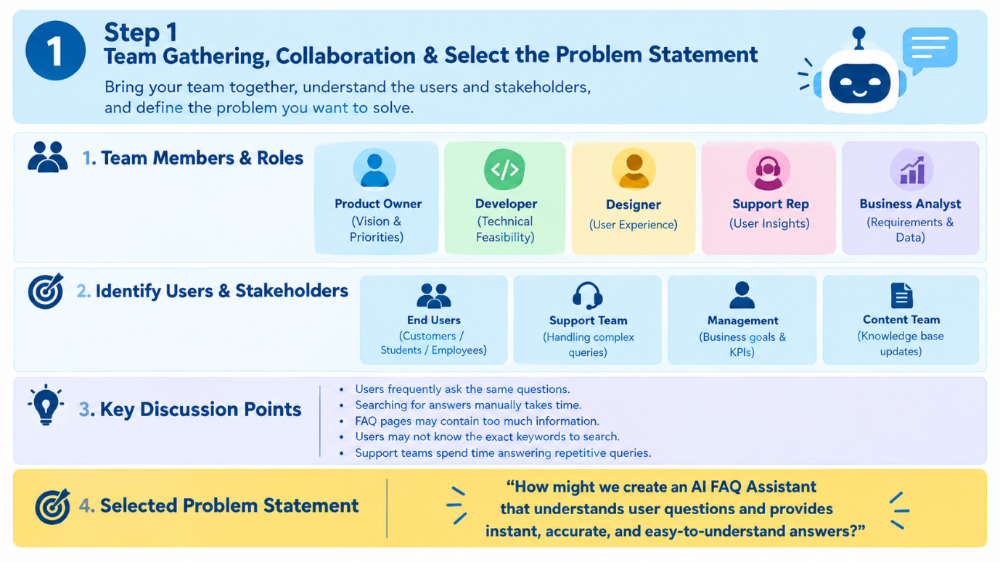 1
Step 1
Team Gathering, Collaboration & Select the Problem Statement
Bring your team together, understand the users and stakeholders,
and define the problem you want to solve.
1. Team Members & Roles
Product Owner
(Vision &
Priorities)
Developer
(Technical
Feasibility)
Designer
(User Experience)
Support Rep
(User Insights)
Business Analyst
(Requirements &
Data)
2. Identify Users & Stakeholders
End Users
(Customers /
Students / Employees)
Support Team
(Handling complex
queries)
Management
(Business goals &
KPIs)
Content Team
(Knowledge base
updates)
3. Key Discussion Points
• Users frequently ask the same questions.
• Searching for answers manually takes time.
• FAQ pages may contain too much information.
• Users may not know the exact keywords to search.
• Support teams spend time answering repetitive queries.
4. Selected Problem Statement
“How might we create an AI FAQ Assistant
that understands user questions and provides
instant, accurate, and easy-to-understand answers?”